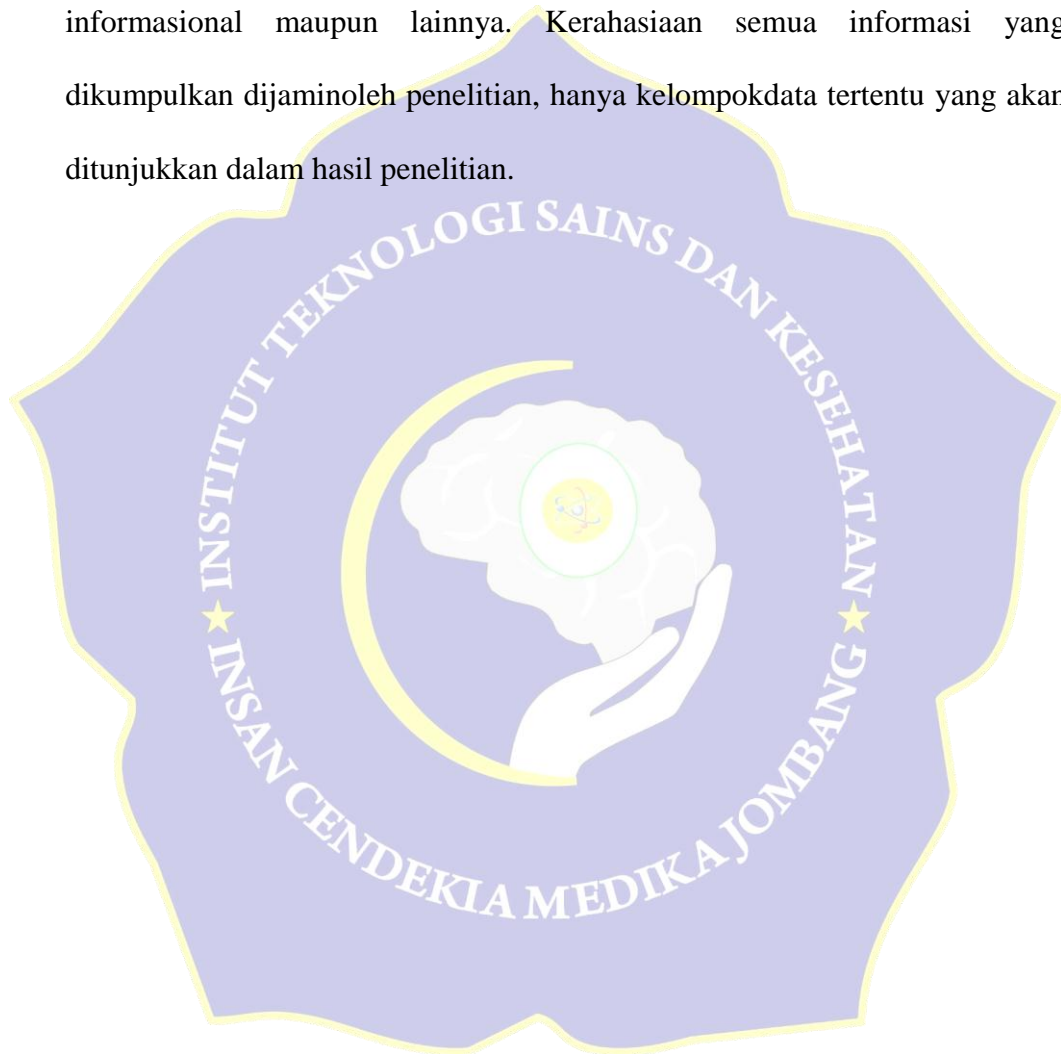 informasional maupun lainnya. Kerahasiaan semua informasi yang
dikumpulkan dijaminoleh penelitian, hanya kelompokdata tertentu yang akan
ditunjukkan dalam hasil penelitian.
INSTITUT TEKNOLOGI SAINS DAN KESEHATAN
INSAN CENDEKIA MEDIKA JOMBANG